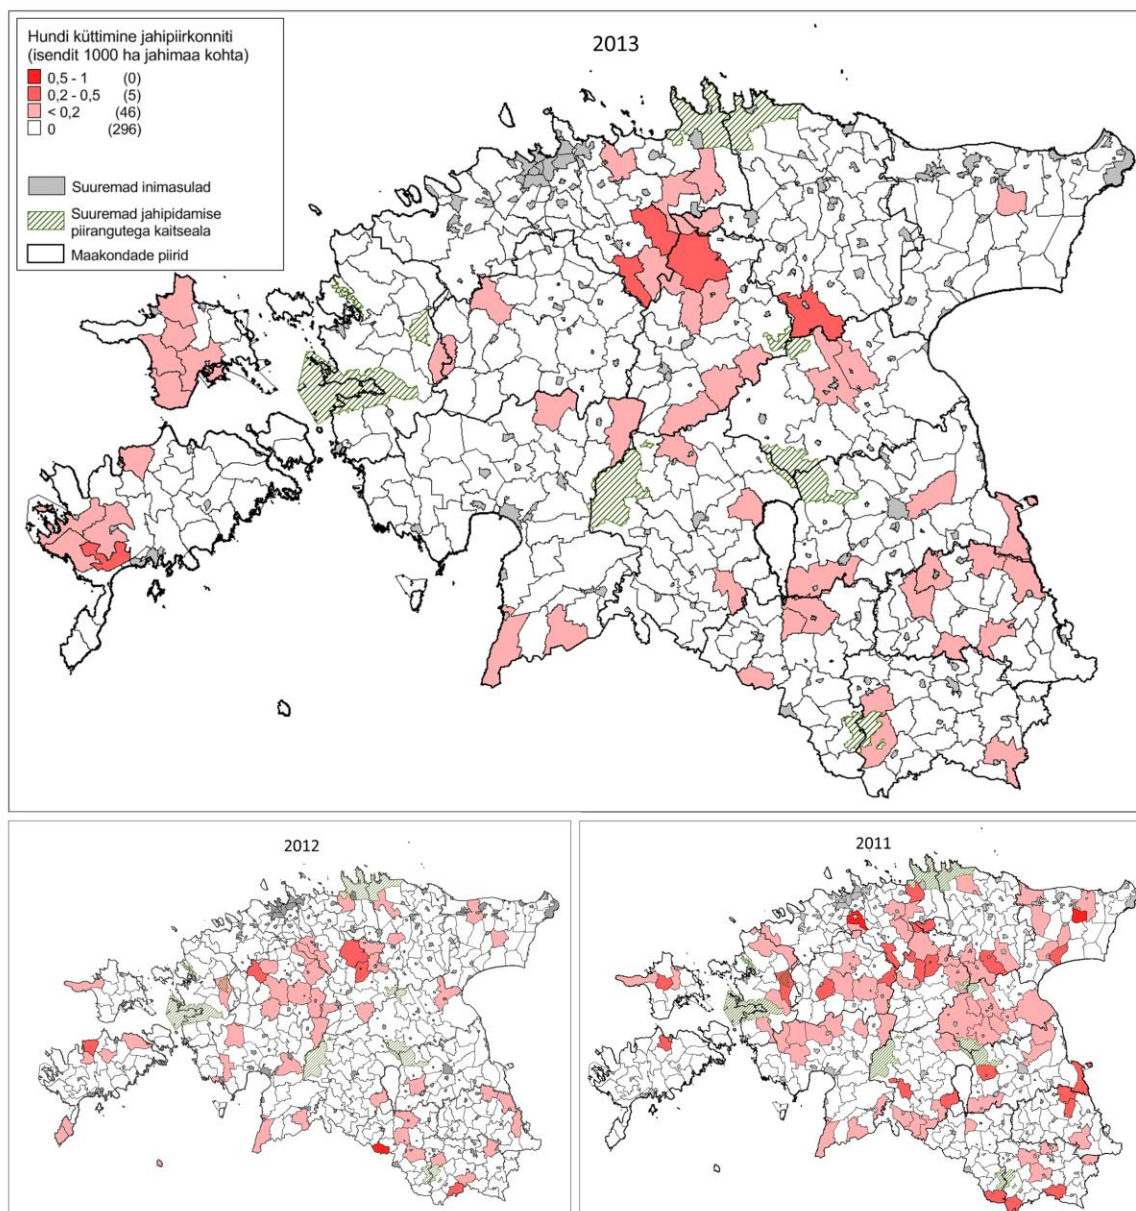 Hundi küttimine jahipiirkonniti
(isendit 1000 ha jahimaa kohta)
0,5 - 1 (0)
0,2 - 0,5 (5)
< 0,2 (46)
0 (296)
Suuremad inimasulad
Suuremad jahipidamise
piirangutega kaitseala
Maakondade piirid
2013
2012
2011